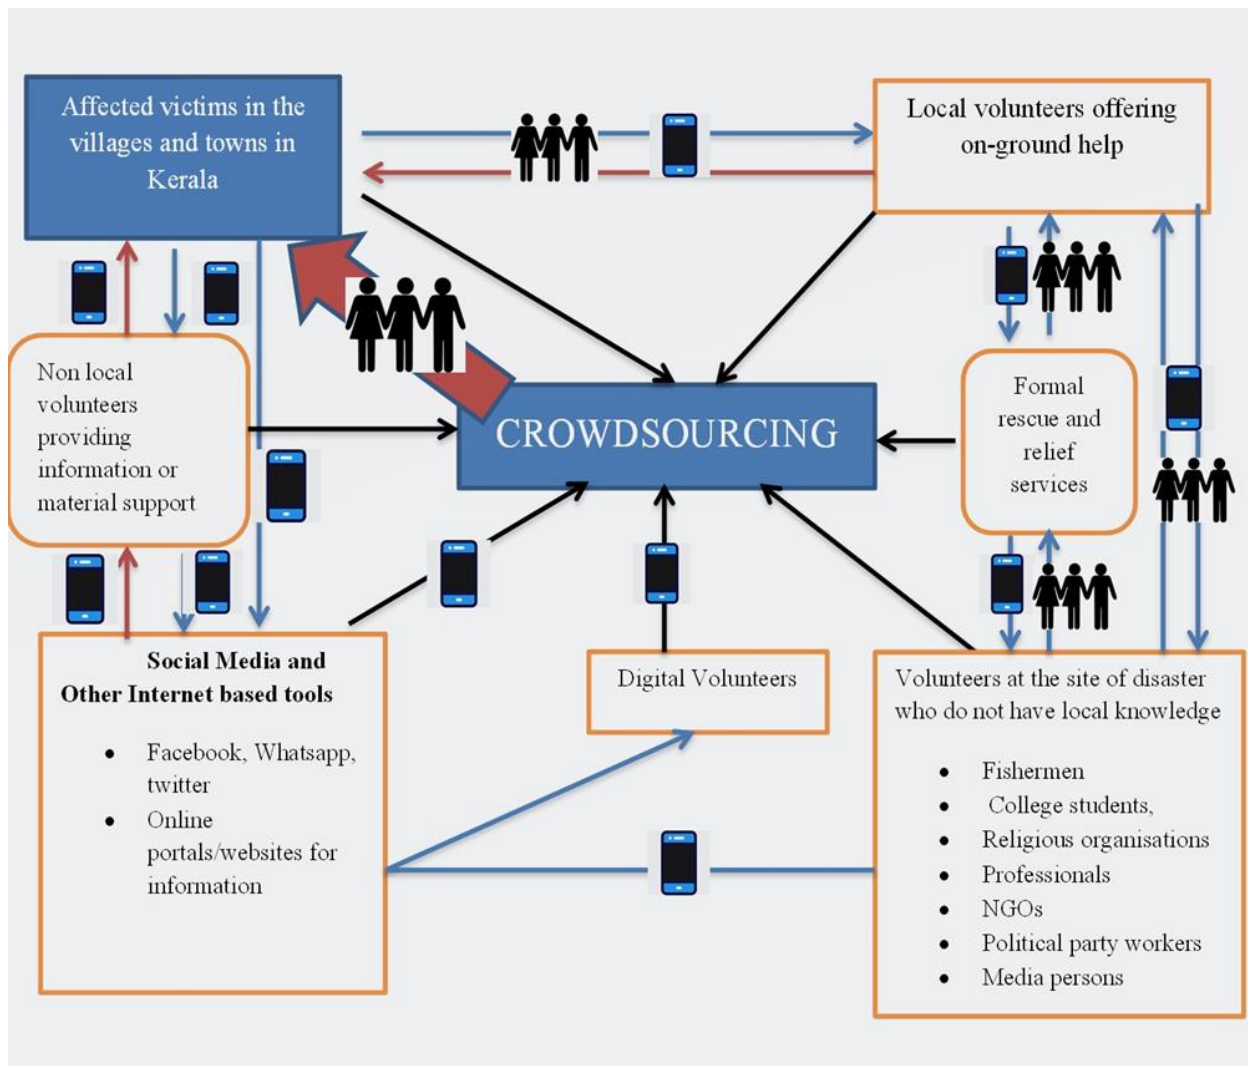 Affected victims in the
villages and towns in
Kerala
Local volunteers offering
on-ground help
Non local
volunteers
providing
information or
material support
CROWDSOURCING
Formal
rescue and
relief
services
Social Media and
Other Internet based tools
• Facebook, Whatsapp,
twitter
• Online
portals/websites for
information
Digital Volunteers
Volunteers at the site of disaster
who do not have local knowledge
• Fishermen
• College students,
• Religious organisations
• Professionals
• NGOs
• Political party workers
• Media persons